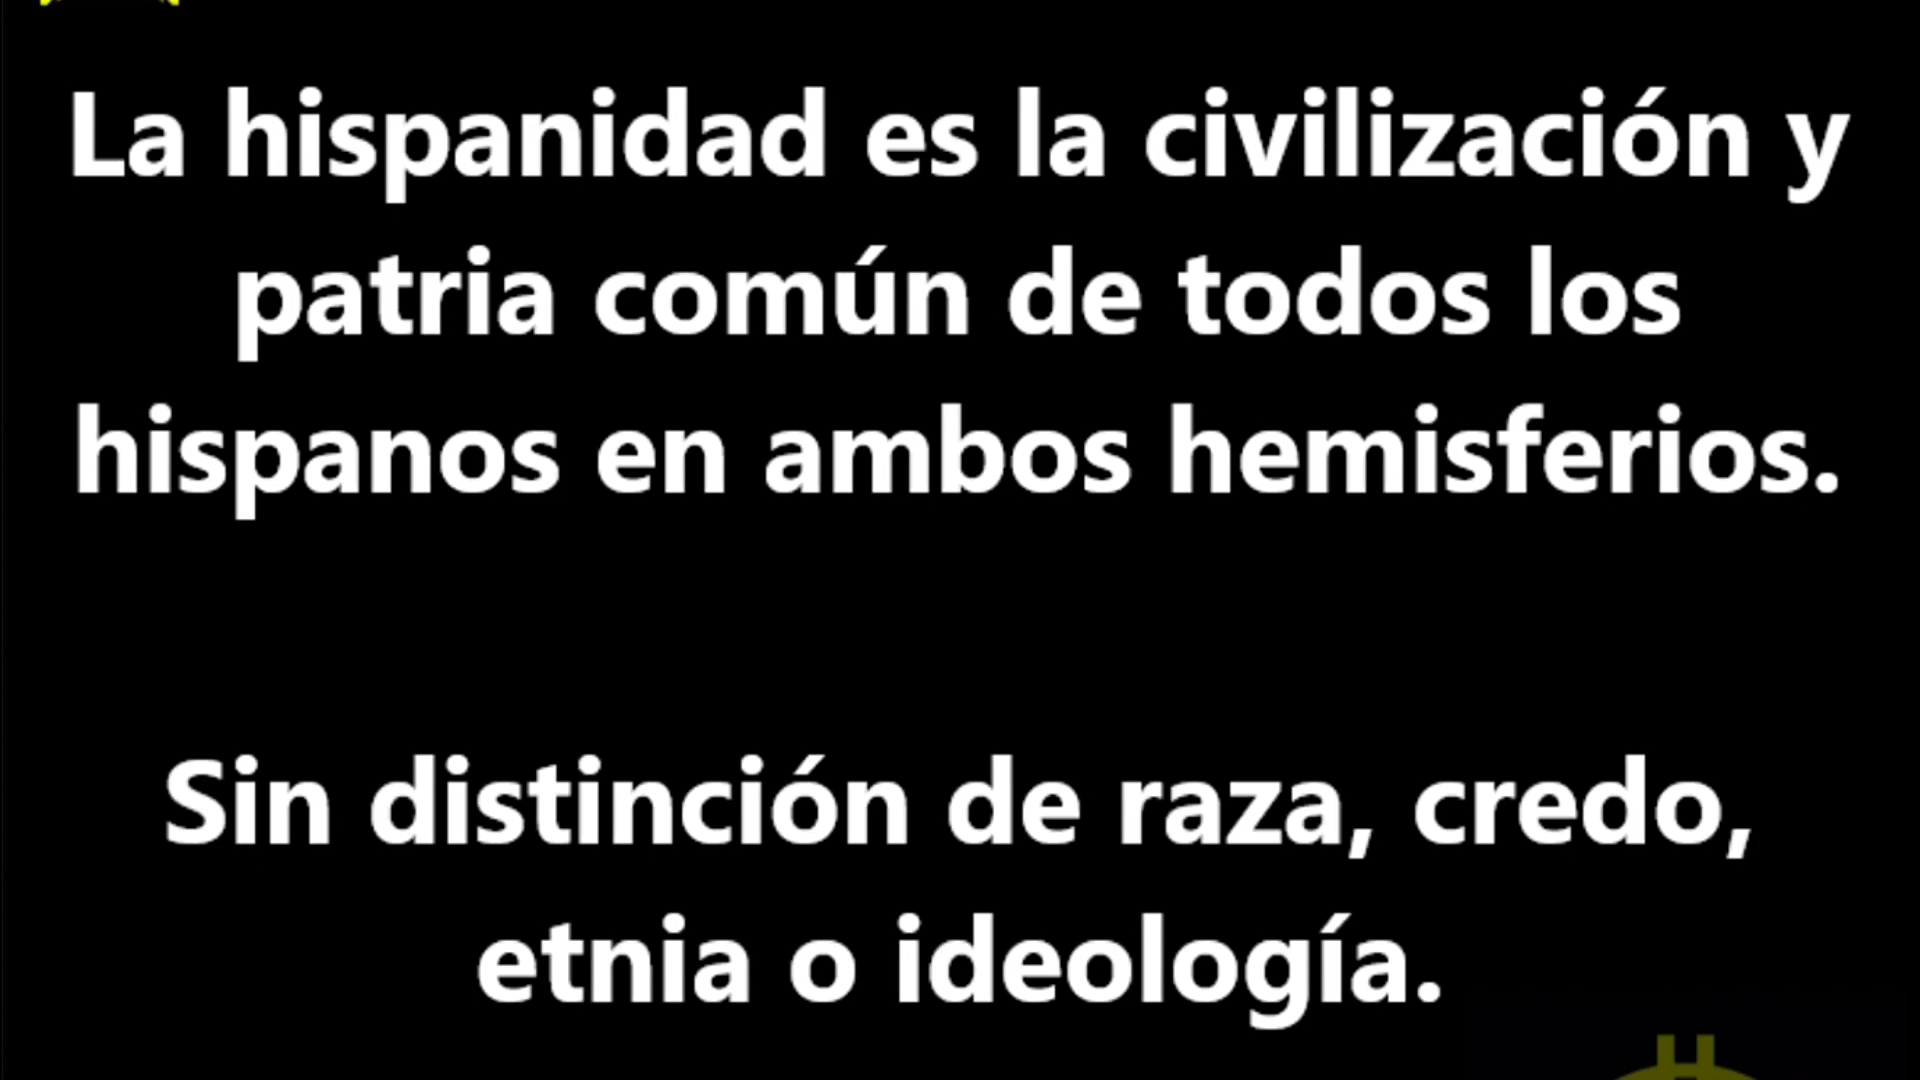 La hispanidad es la civilización y
patria común de todos los
hispanos en ambos hemisferios.
Sin distinción de raza, credo,
etnia o ideología.